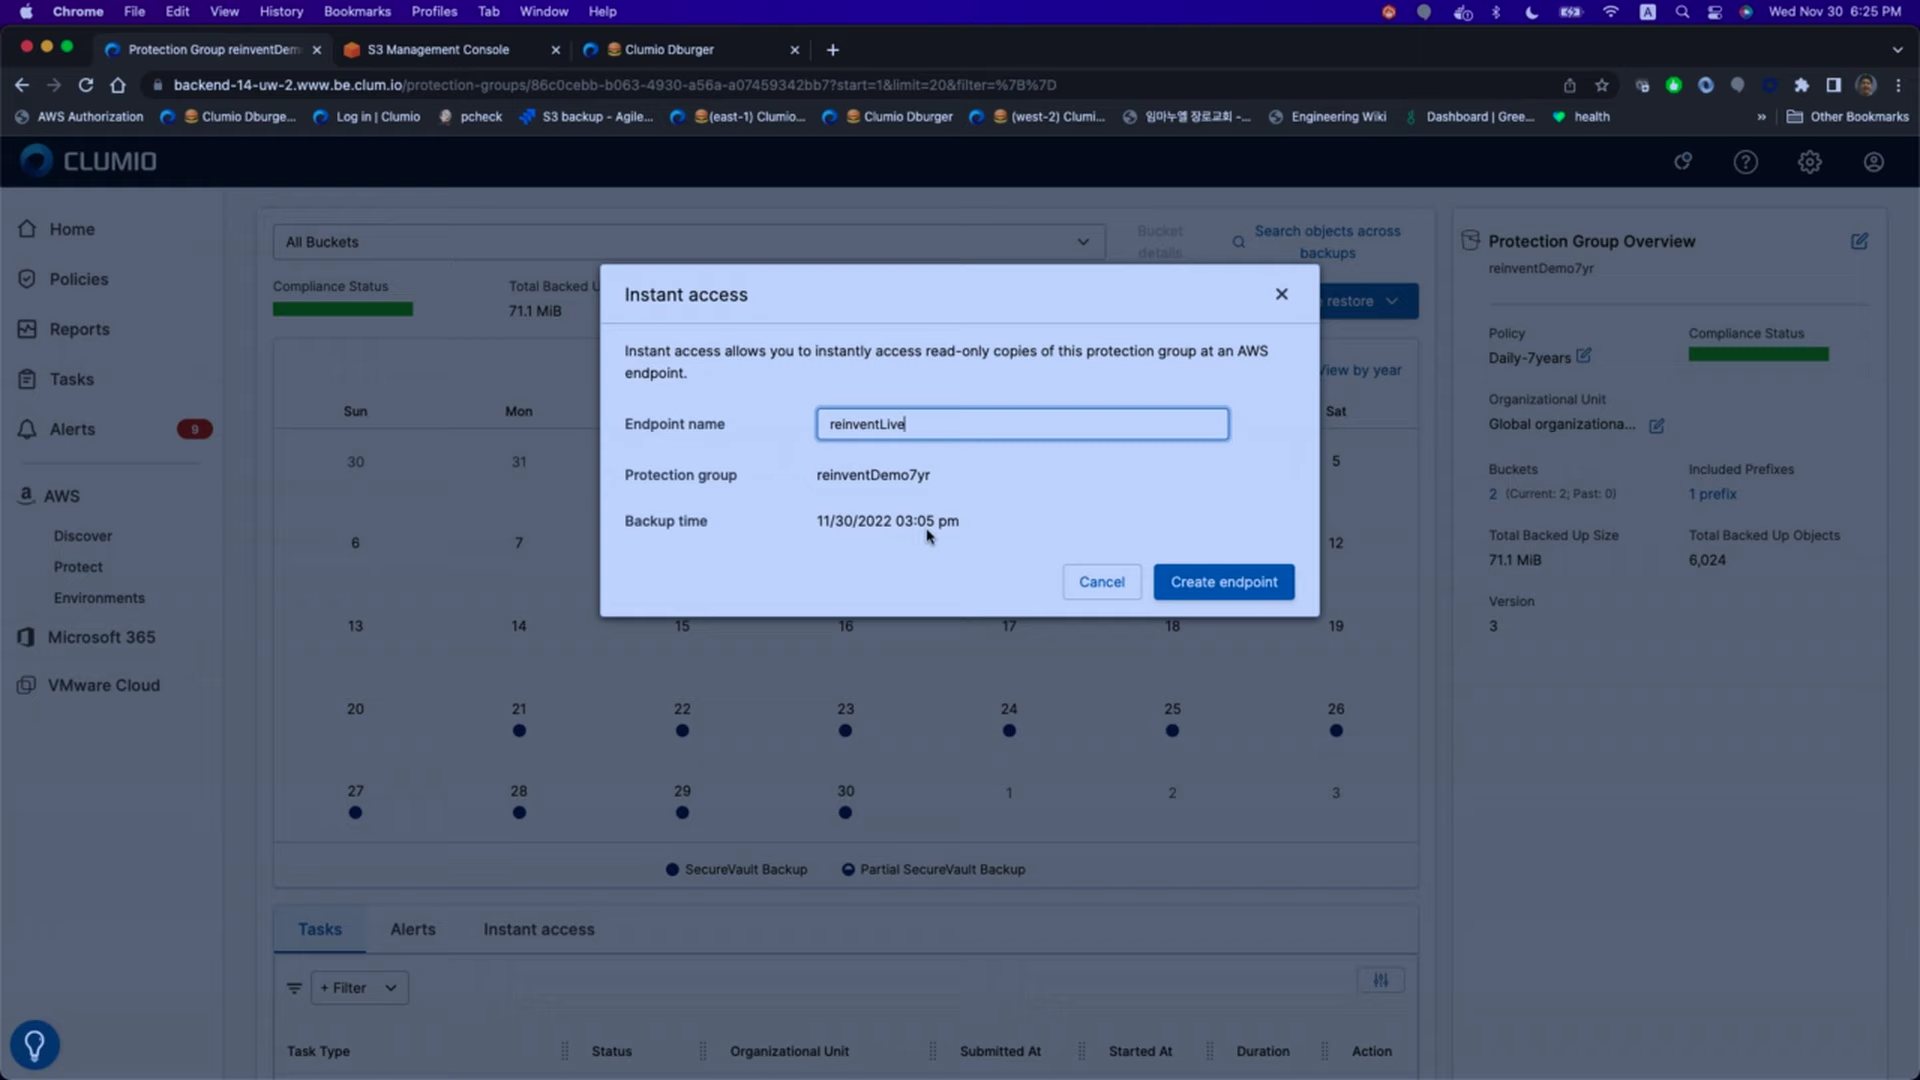 Chrome File Edit View History Bookmarks Profiles Tab Window Help
A Wed Nov 30 6:25 PM
Protection Group reinventDem
S3 Management Console
Clumio Dburger
backend-14-uw-2.www.be.clum.io/protection-groups/86c0cebb-b063-4930-a56a-a07459342bb7?start=1&limit=20&filter=%7B%7D
AWS Authorization
Clumio Dburge...
Log in | Clumio
pcheck
S3 backup - Agile...
(east-1) Clumio...
Clumio Dburger
(west-2) Clumi...
임마누엘 장로교회 -...
Engineering Wiki
Dashboard | Gree...
health
»
Other Bookmarks
CLUMIO
Home
Policies
Reports
Tasks
Alerts 9
AWS
Discover
Protect
Environments
Microsoft 365
VMware Cloud
All Buckets
Bucket
details
Search objects across
backups
Compliance Status
Total Backed U
71.1 MiB
restore
View by year
Sun Mon Sat
30 31 5
6 7 12
13 14 15 16 17 18 19
20 21 22 23 24 25 26
27 28 29 30 1 2 3
SecureVault Backup Partial SecureVault Backup
Instant access
Instant access allows you to instantly access read-only copies of this protection group at an AWS
endpoint.
Endpoint name reinventLive
Protection group reinventDemo7yr
Backup time 11/30/2022 03:05 pm
Cancel Create endpoint
Tasks Alerts Instant access
+ Filter
Task Type Status Organizational Unit Submitted At Started At Duration Action
Protection Group Overview
reinventDemo7yr
Policy
Daily-7years
Compliance Status
Organizational Unit
Global organizationa...
Buckets
2 (Current: 2; Past: 0)
Included Prefixes
1 prefix
Total Backed Up Size
71.1 MiB
Total Backed Up Objects
6,024
Version
3